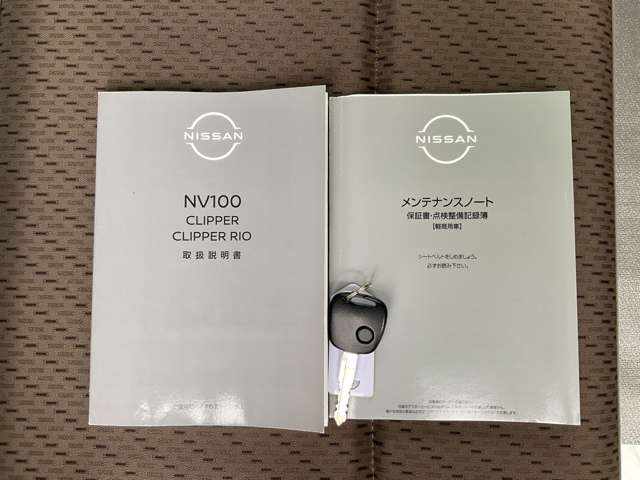 NISSAN
NV100
CLIPPER
CLIPPER RIO
取扱説明書
NISSAN
メンテナンスノート
保証書・点検整備記録簿
【軽商用車】
シートベルトをしめましょう。
必ずお読み下さい。